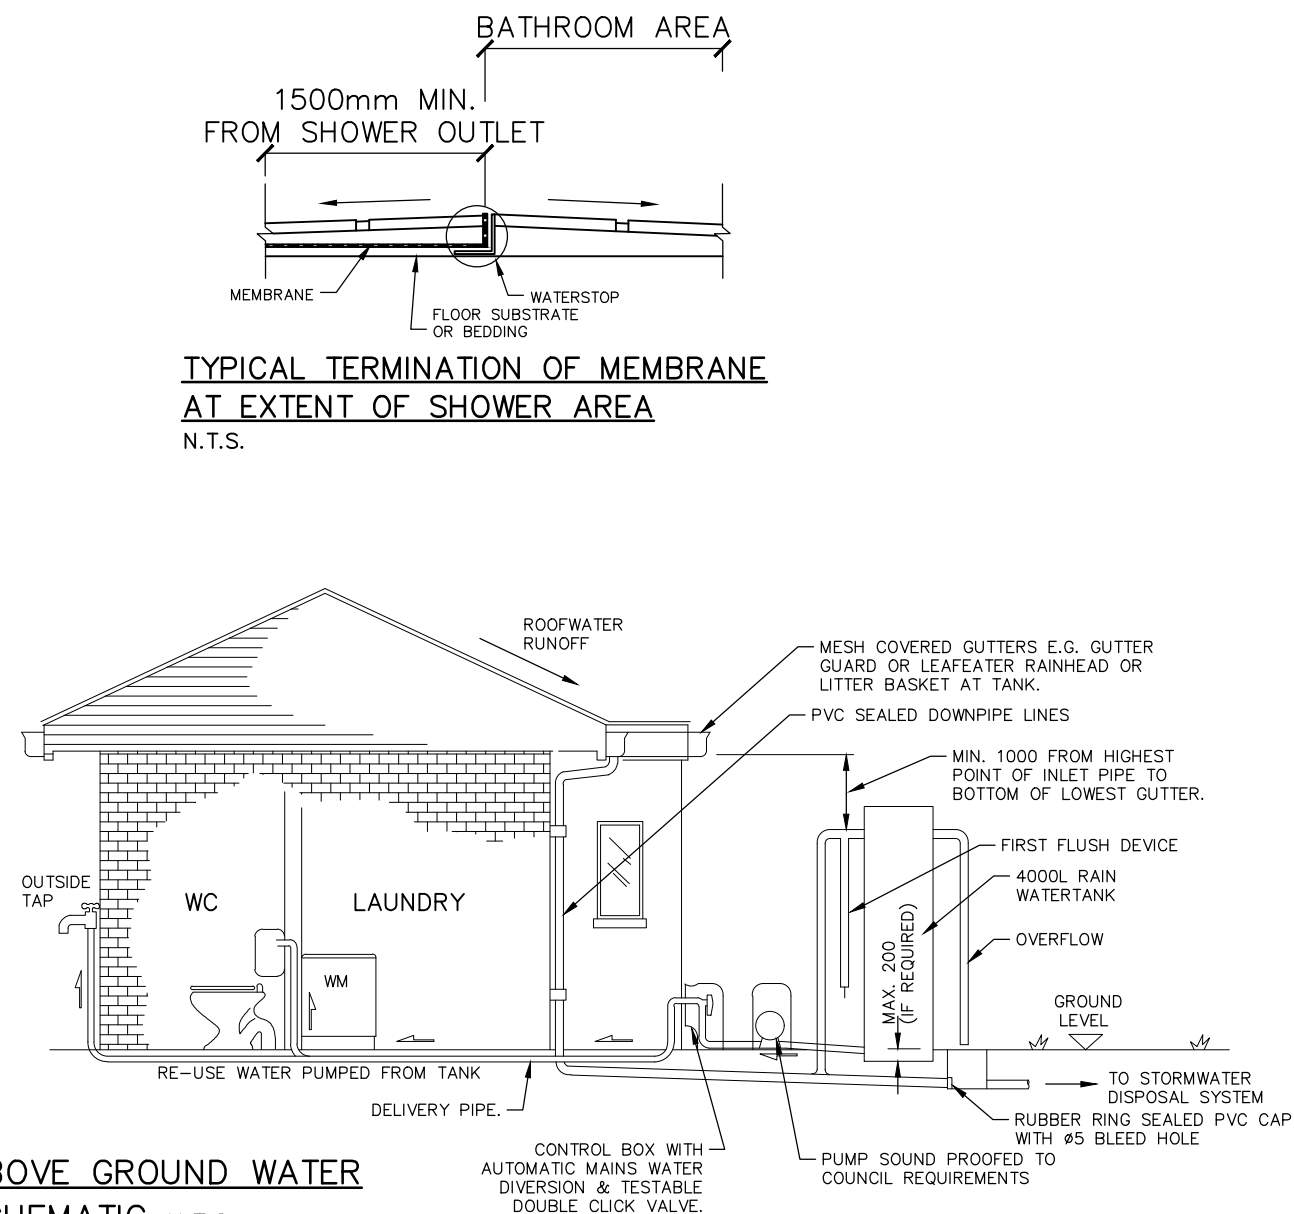 BATHROOM AREA
1500mm MIN.
FROM SHOWER OUTLET
MEMBRANE
WATERSTOP
FLOOR SUBSTRATE
OR BEDDING
TYPICAL TERMINATION OF MEMBRANE
AT EXTENT OF SHOWER AREA
N.T.S.
ROOFWATER
RUNOFF
MESH COVERED GUTTERS E.G. GUTTER
GUARD OR LEAFEATER RAINHEAD OR
LITTER BASKET AT TANK.
PVC SEALED DOWNPIPE LINES
MIN. 1000 FROM HIGHEST
POINT OF INLET PIPE TO
BOTTOM OF LOWEST GUTTER.
FIRST FLUSH DEVICE
4000L RAIN
WATERTANK
OUTSIDE
TAP
WC
LAUNDRY
OVERFLOW
MAX. 200
(IF REQUIRED)
WM
GROUND
LEVEL
RE-USE WATER PUMPED FROM TANK
TO STORMWATER
DISPOSAL SYSTEM
DELIVERY PIPE.
RUBBER RING SEALED PVC CAP
WITH ø5 BLEED HOLE
CONTROL BOX WITH
AUTOMATIC MAINS WATER
DIVERSION & TESTABLE
DOUBLE CLICK VALVE.
PUMP SOUND PROOFED TO
COUNCIL REQUIREMENTS
BOVE GROUND WATER
HEMATIC